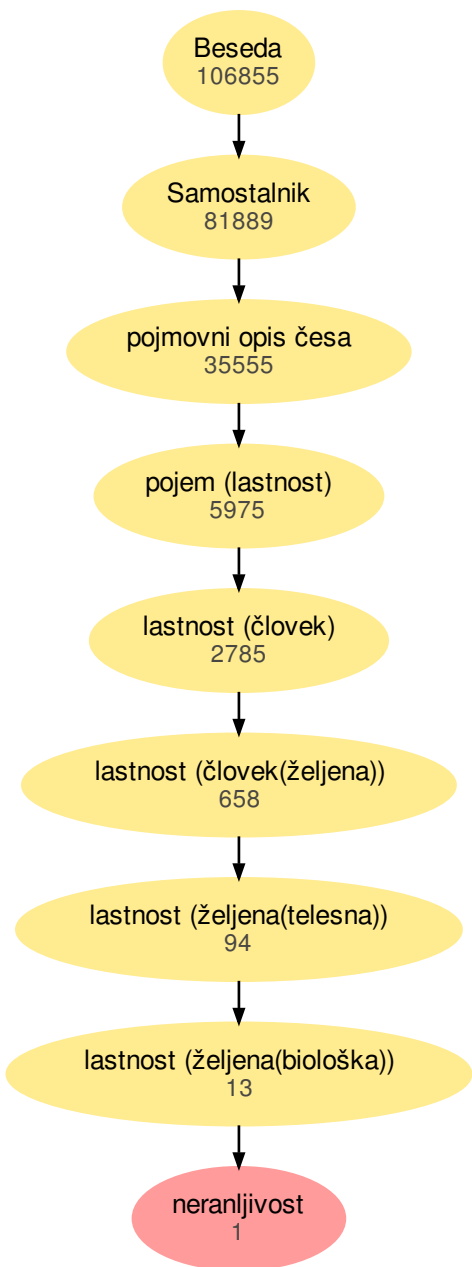 Beseda
106855
Samostalnik
81889
pojmovni opis česa
35555
pojem (lastnost)
5975
lastnost (človek)
2785
lastnost (človek(željena))
658
lastnost (željena(telesna))
94
lastnost (željena(biološka))
13
neranljivost
1